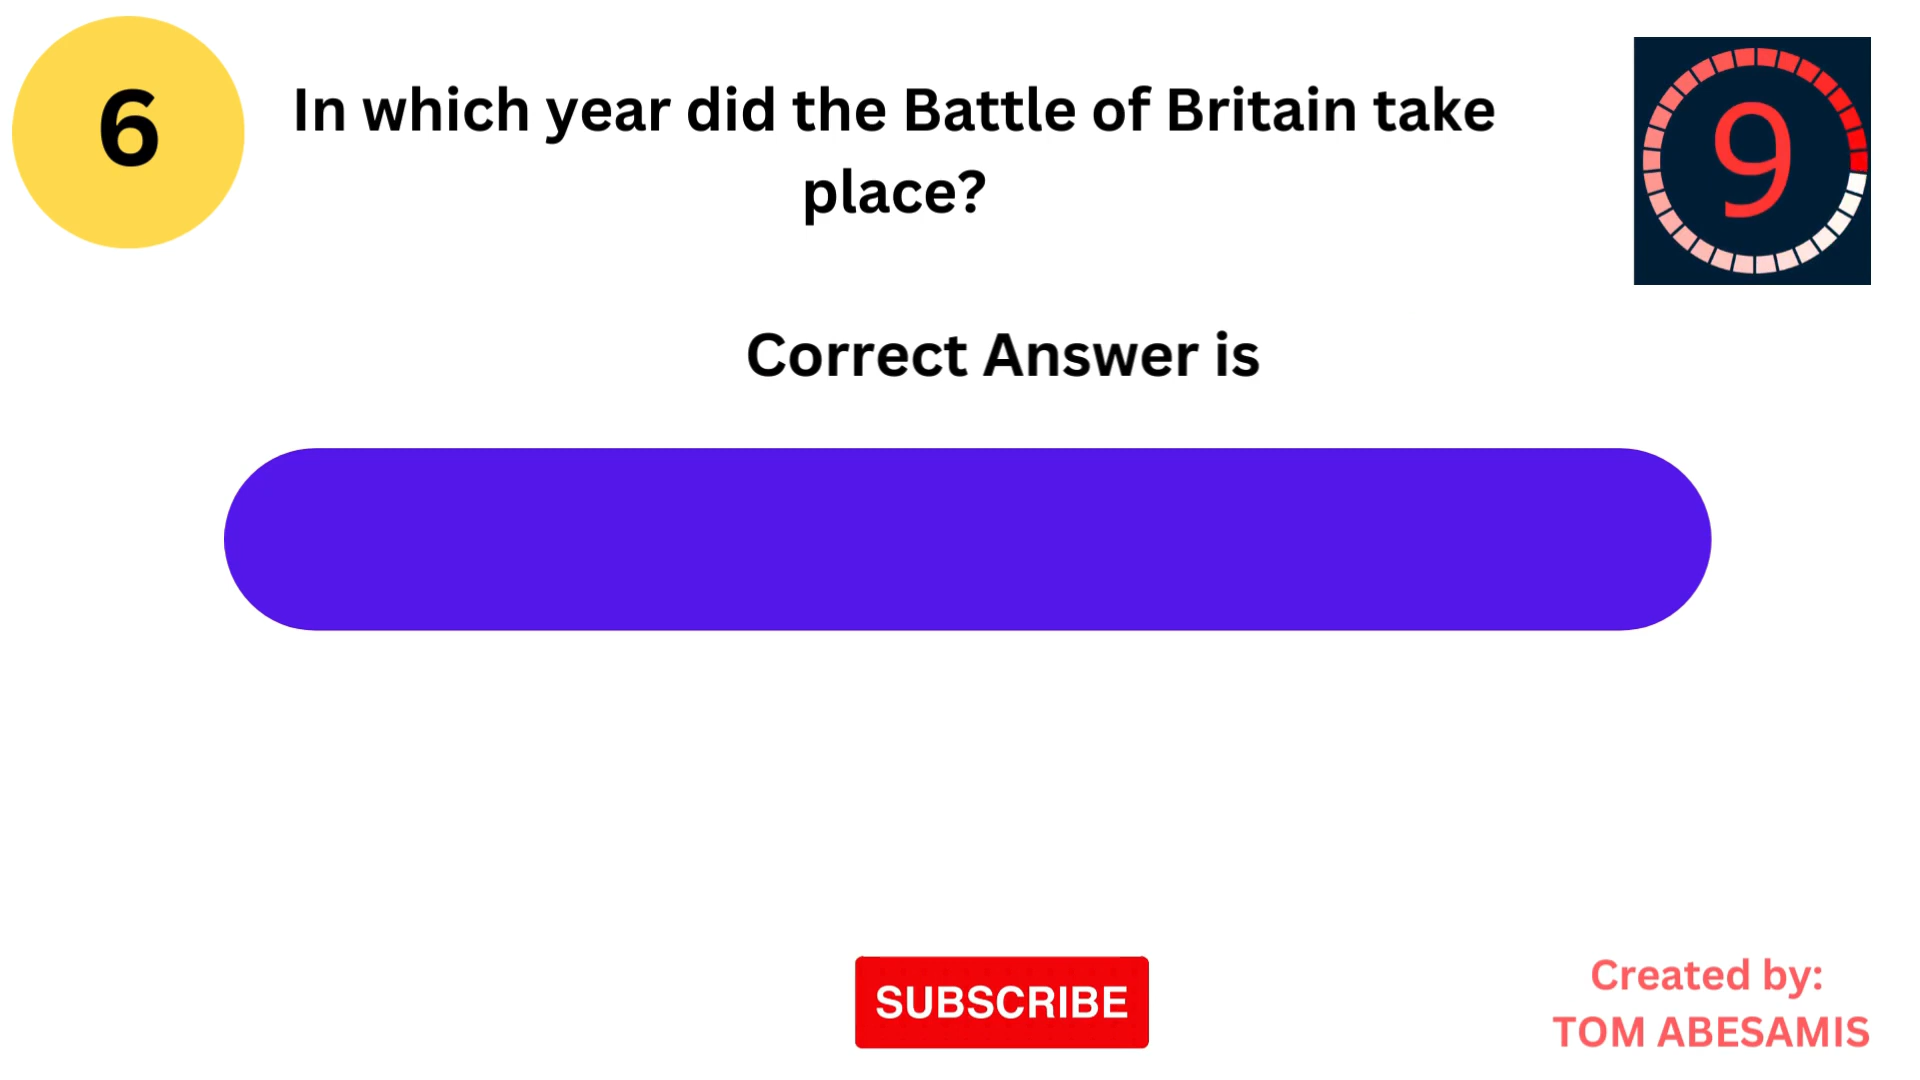 6
In which year did the Battle of Britain take
place?
9
Correct Answer is
SUBSCRIBE
Created by:
TOM ABESAMIS